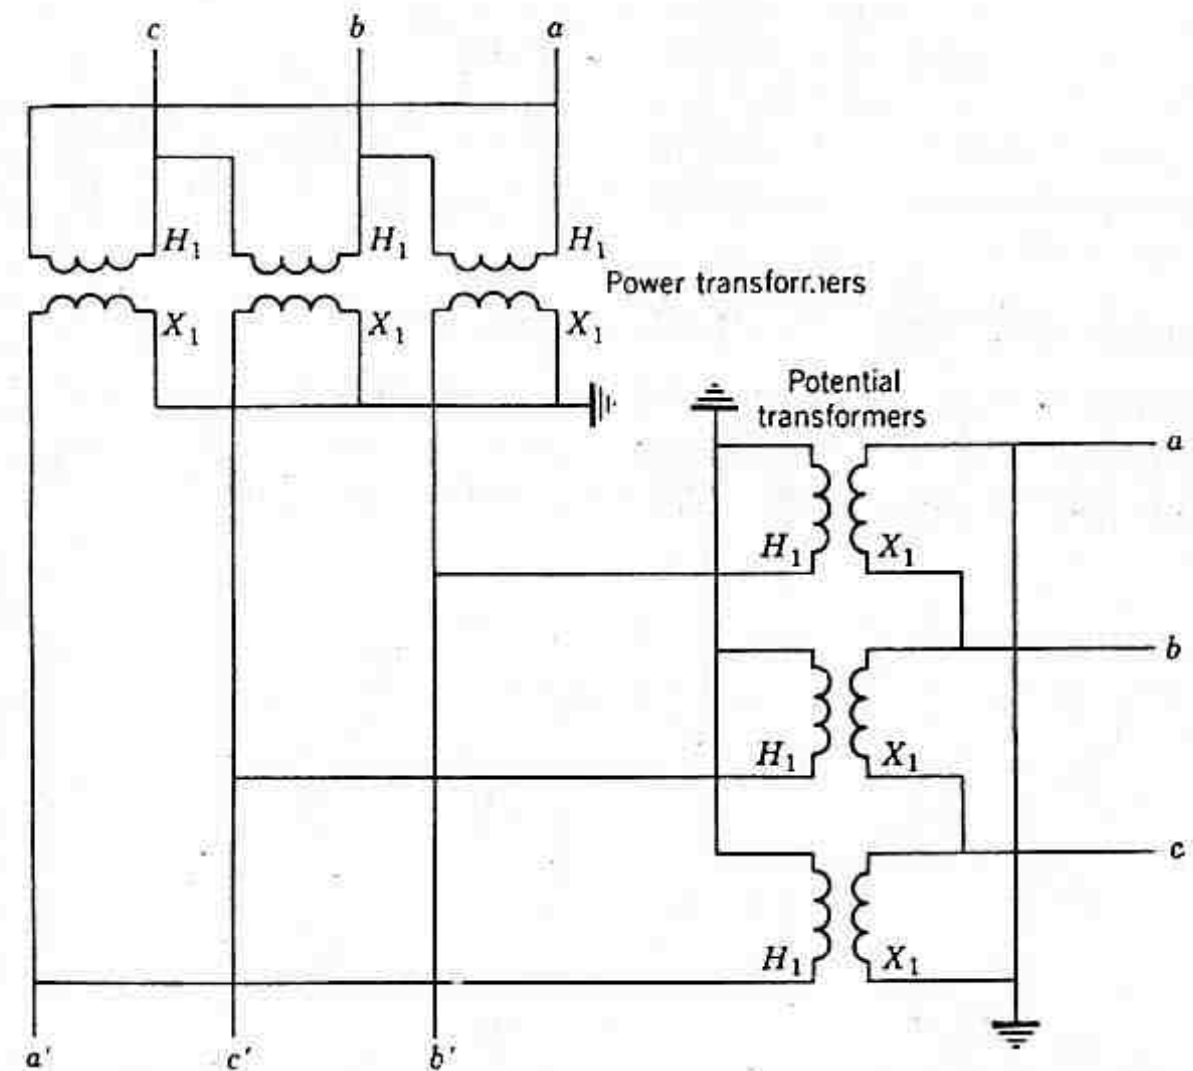 c b a
H₁ H₁ H₁
Power transformers
X₁ X₁ X₁
Potential
transformers
a
H₁ X₁
b
H₁ X₁
c
H₁ X₁
a' c' b'